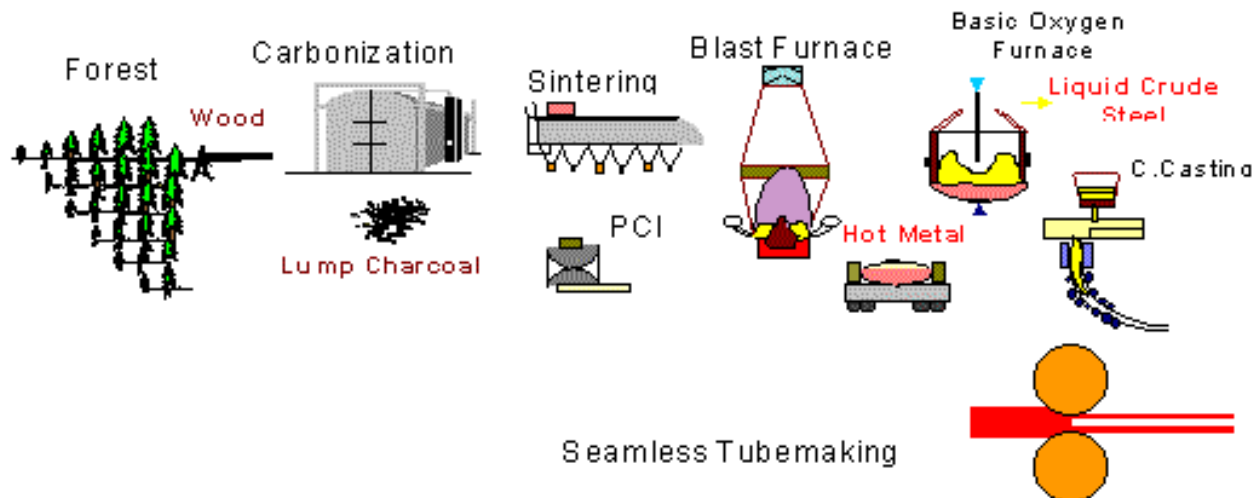 Forest
Wood
Carbonization
Lump Charcoal
Sintering
PCI
Blast Furnace
Hot Metal
Basic Oxygen
Furnace
Liquid Crude
Steel
C.Casting
Seamless Tubemaking